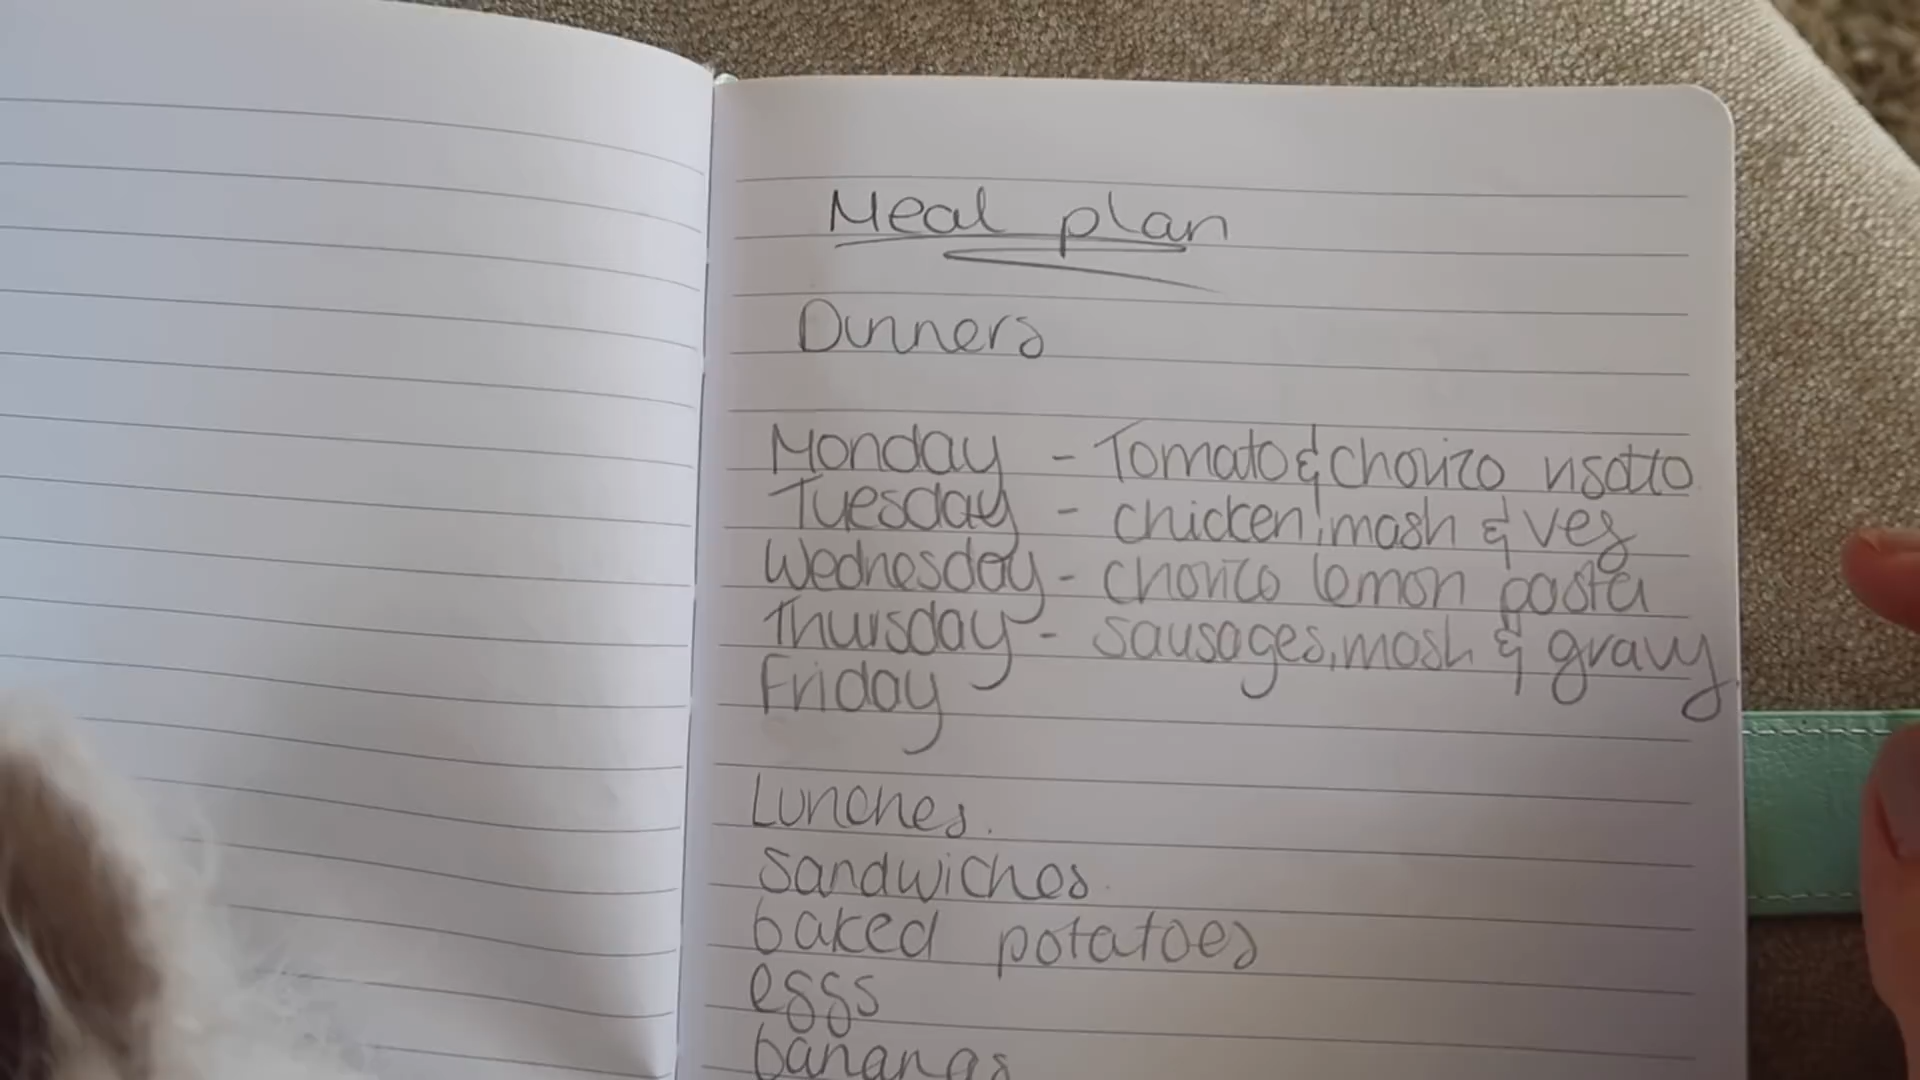 Meal plan
Dinners
Monday - Tomato & chorizo risotto
Tuesday - chicken, mash & veg
Wednesday - chorizo lemon pasta
Thursday - sausages, mash & gravy
Friday
Lunches.
Sandwiches.
baked potatoes
eggs
bananas